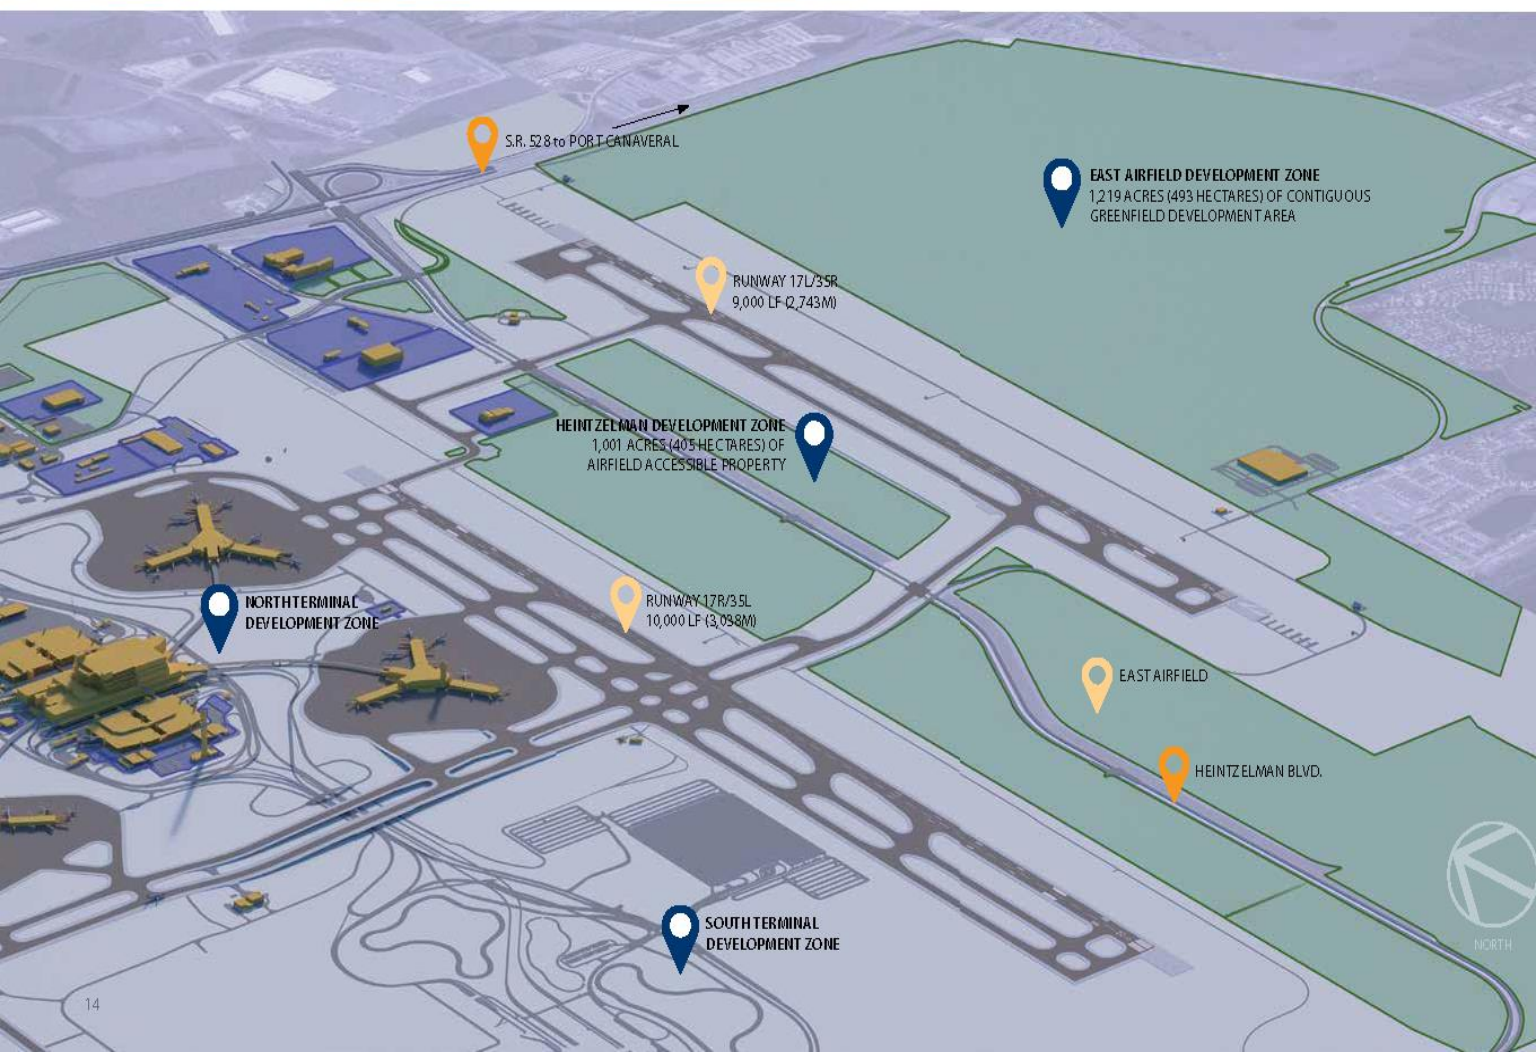 S.R. 528 to PORT CANAVERAL
EAST AIRFIELD DEVELOPMENT ZONE
1,219 ACRES (493 HECTARES) OF CONTIGUOUS
GREENFIELD DEVELOPMENT AREA
RUNWAY 17L/35R
9,000 LF (2,743M)
HEINTZELMAN DEVELOPMENT ZONE
1,001 ACRES (405 HECTARES) OF
AIRFIELD ACCESSIBLE PROPERTY
NORTH TERMINAL
DEVELOPMENT ZONE
RUNWAY 17R/35L
10,000 LF (3,038M)
EAST AIRFIELD
HEINTZELMAN BLVD.
SOUTH TERMINAL
DEVELOPMENT ZONE
NORTH
14